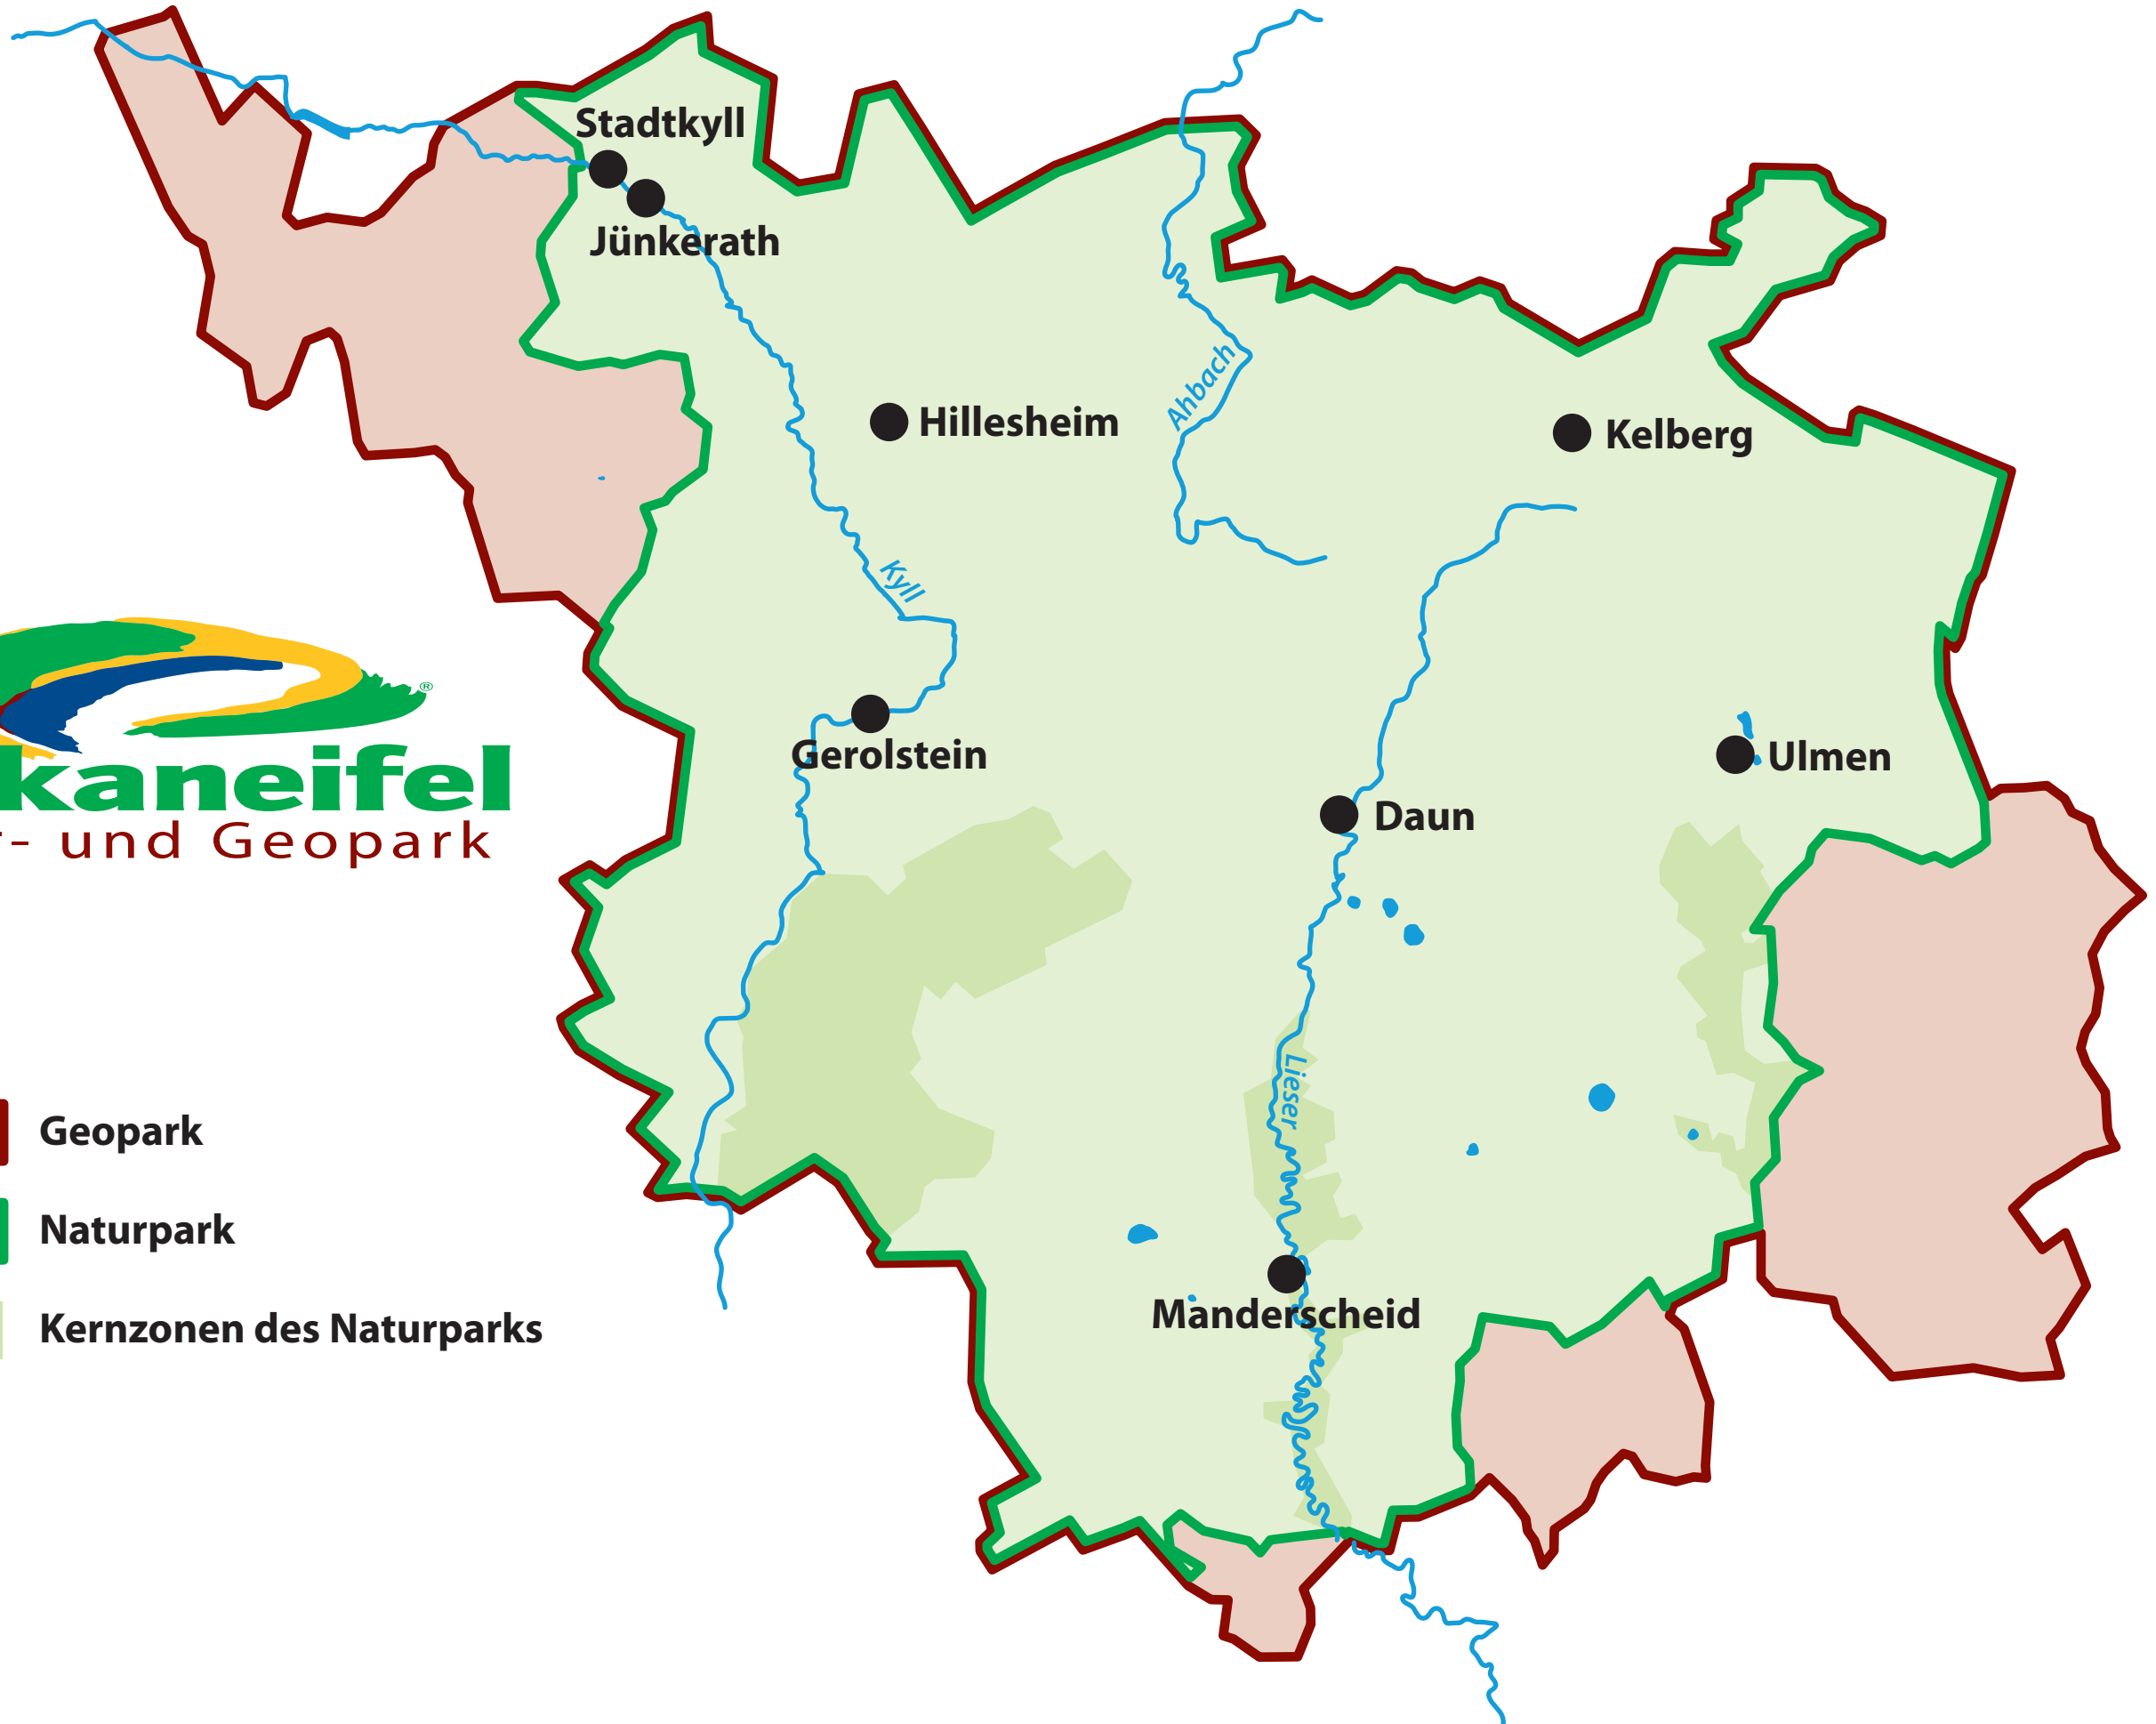 Stadtkyll
Jünkerath
Ahbach
Hillesheim
Kelberg
Kyll
®
Gerolstein
Ulmen
kaneifel
Daun
- und Geopark
Lieser
Geopark
Naturpark
Manderscheid
Kernzonen des Naturparks